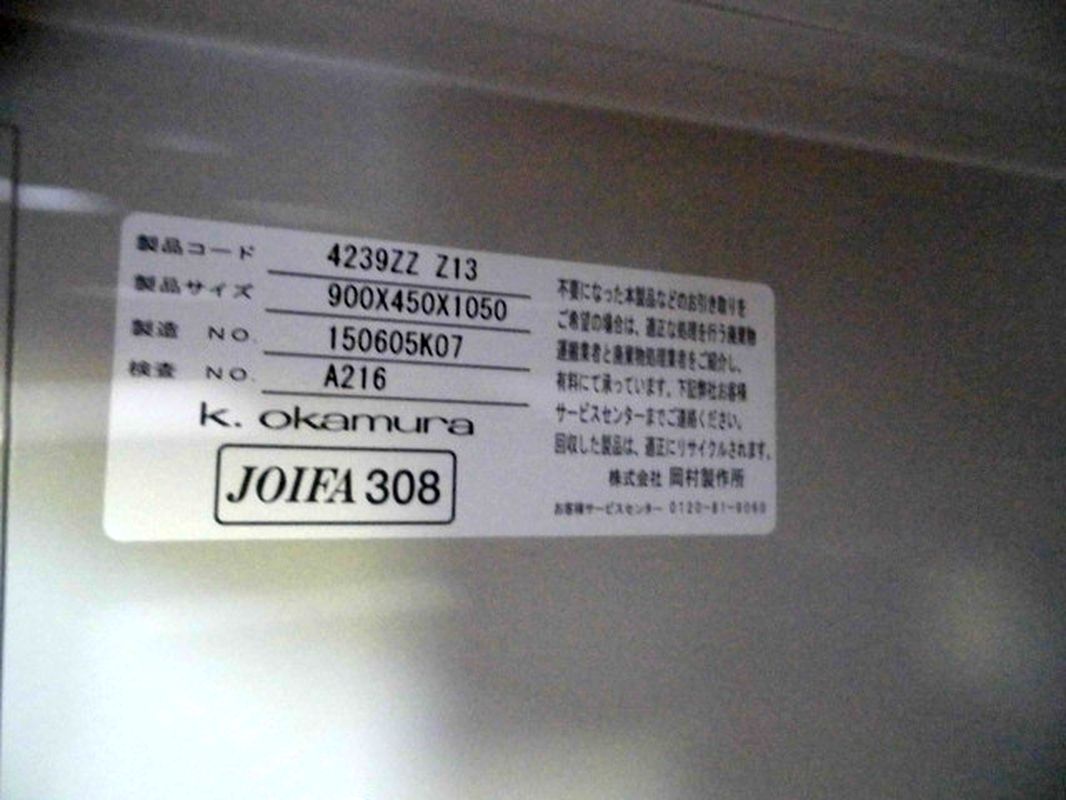 製品コード 4239ZZ Z13
製品サイズ 900X450X1050
製造 NO. 150605K07
検査 NO. A216
k. okamura
JOIFA 308
不要になった本製品などのお引き取りを
ご希望の場合は、適正な処理を行う廃棄物
運搬業者と廃棄物処理業者をご紹介し、
有料にて承っています。下記弊社お客様
サービスセンターまでご連絡ください。
回収した製品は、適正にリサイクルされます。
株式会社 岡村製作所
お客様サービスセンター 0120-81-9060